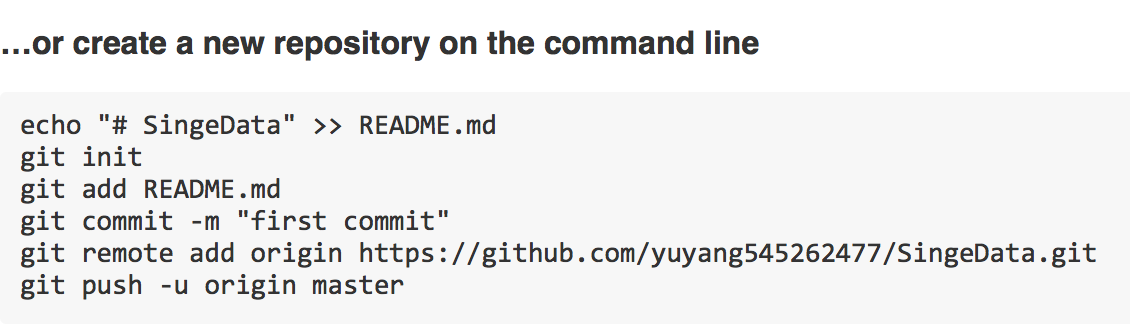 ...or create a new repository on the command line
echo "# SingeData" >> README.md
git init
git add README.md
git commit -m "first commit"
git remote add origin https://github.com/yuyang545262477/SingeData.git
git push -u origin master